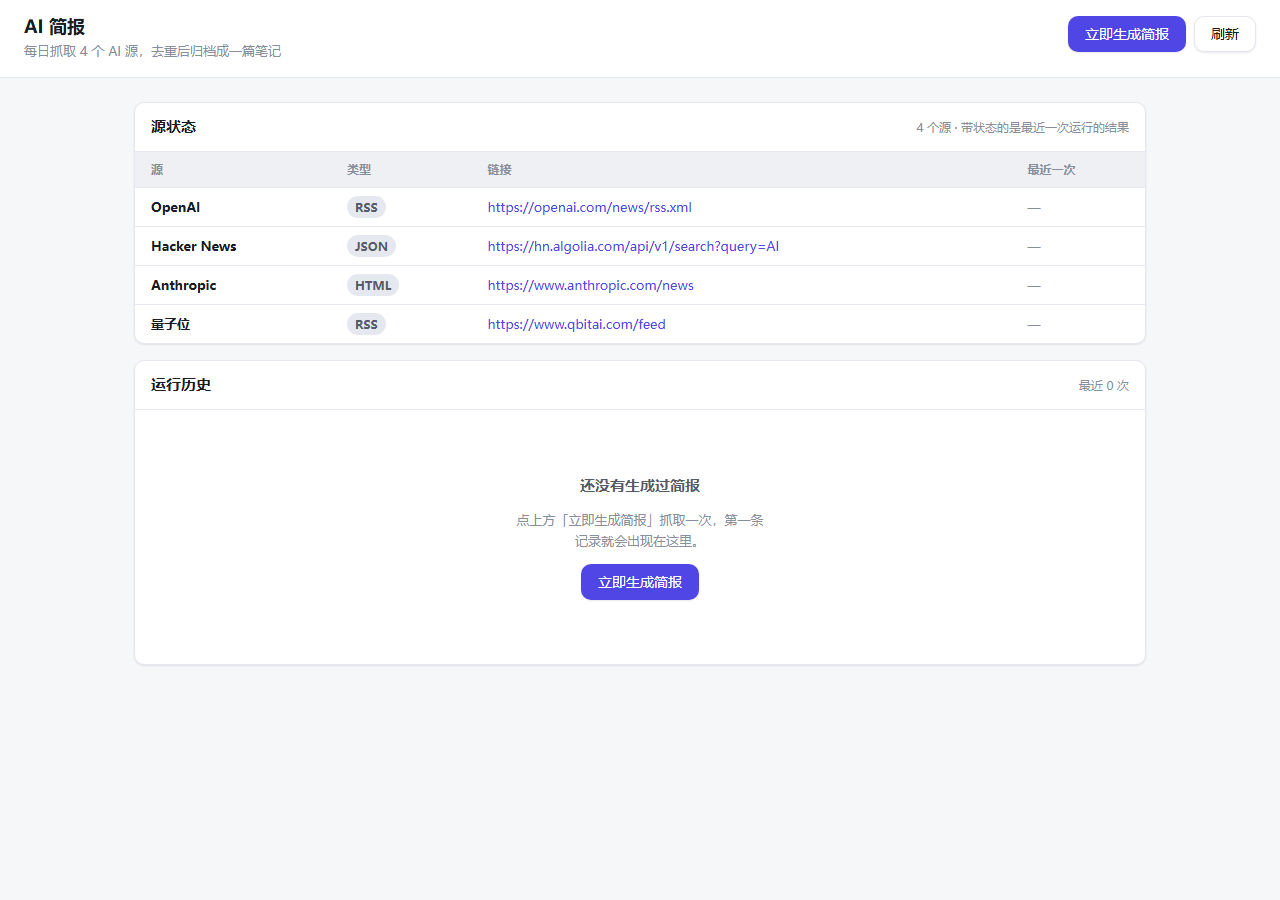 AI 简报
每日抓取 4 个 AI 源，去重后归档成一篇笔记
立即生成简报
刷新
源状态
4 个源 · 带状态的是最近一次运行的结果
源 类型 链接 最近一次
OpenAI RSS https://openai.com/news/rss.xml —
Hacker News JSON https://hn.algolia.com/api/v1/search?query=AI —
Anthropic HTML https://www.anthropic.com/news —
量子位 RSS https://www.qbitai.com/feed —
运行历史
最近 0 次
还没有生成过简报
点上方「立即生成简报」抓取一次，第一条
记录就会出现在这里。
立即生成简报